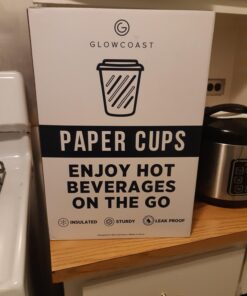 GLOWCOAST
PAPER CUPS
ENJOY HOT
BEVERAGES
ON THE GO
INSULATED STURDY LEAK PROOF